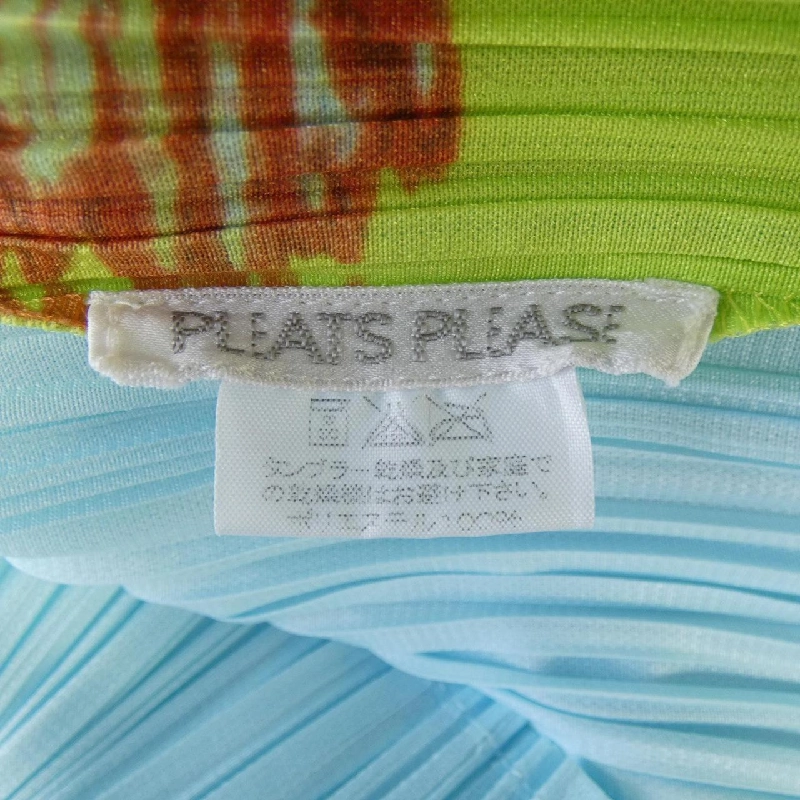 PLEATS PLEASE
タンブラー乾燥及び家庭で
の乾燥機はお避け下さい。
ポリエステル100%